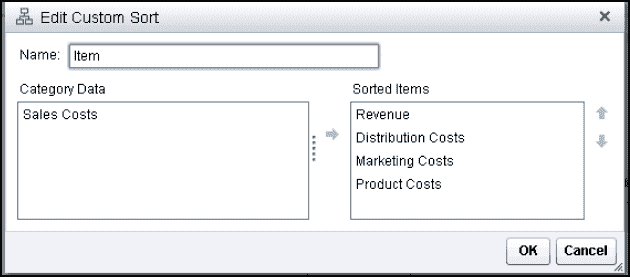 Edit Custom Sort
Name: Item
Category Data
Sales Costs
Sorted Items
Revenue
Distribution Costs
Marketing Costs
Product Costs
OK Cancel